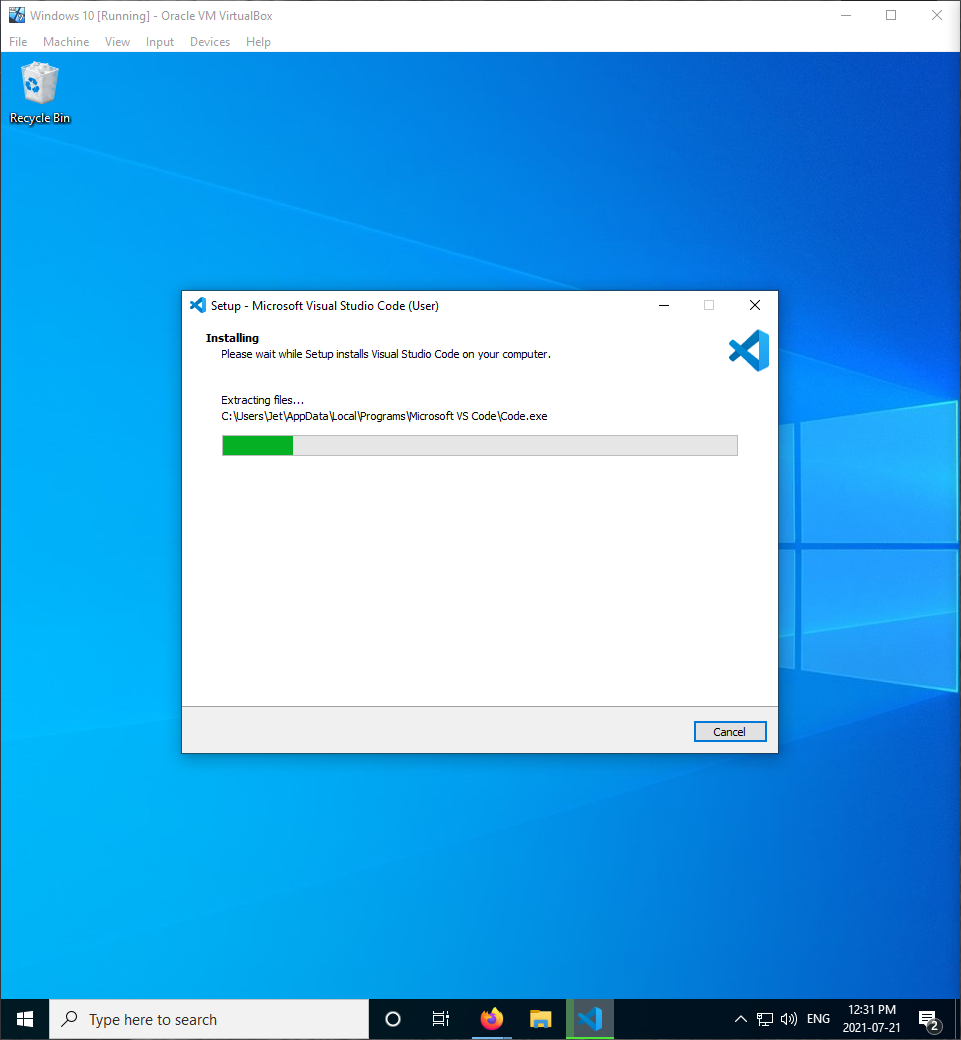 Windows 10 [Running] - Oracle VM VirtualBox
File Machine View Input Devices Help
Recycle Bin
Setup - Microsoft Visual Studio Code (User)
Installing
Please wait while Setup installs Visual Studio Code on your computer.
Extracting files...
C:\Users\Jet\AppData\Local\Programs\Microsoft VS Code\Code.exe
Cancel
Type here to search
ENG
12:31 PM
2021-07-21
2